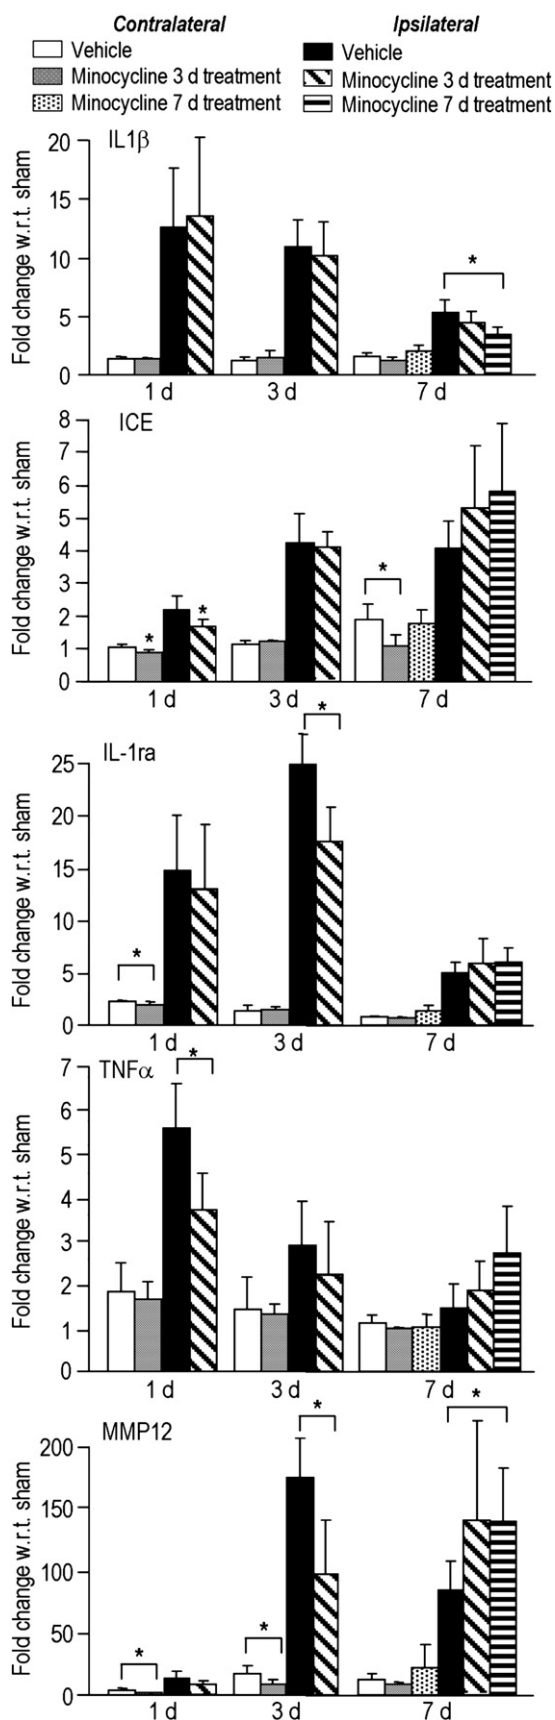 Contralateral Ipsilateral
Vehicle Vehicle
Minocycline 3 d treatment Minocycline 3 d treatment
Minocycline 7 d treatment Minocycline 7 d treatment
IL1β
Fold change w.r.t. sham
20
15
10
5
0
*
1 d 3 d 7 d
ICE
Fold change w.r.t. sham
8
7
6
5
4
3
2
1
0
* * *
1 d 3 d 7 d
IL-1ra
Fold change w.r.t. sham
25
20
15
10
5
0
* *
1 d 3 d 7 d
TNFα
Fold change w.r.t. sham
7
6
5
4
3
2
1
0
*
1 d 3 d 7 d
MMP12
Fold change w.r.t. sham
200
150
100
50
0
* * * *
1 d 3 d 7 d